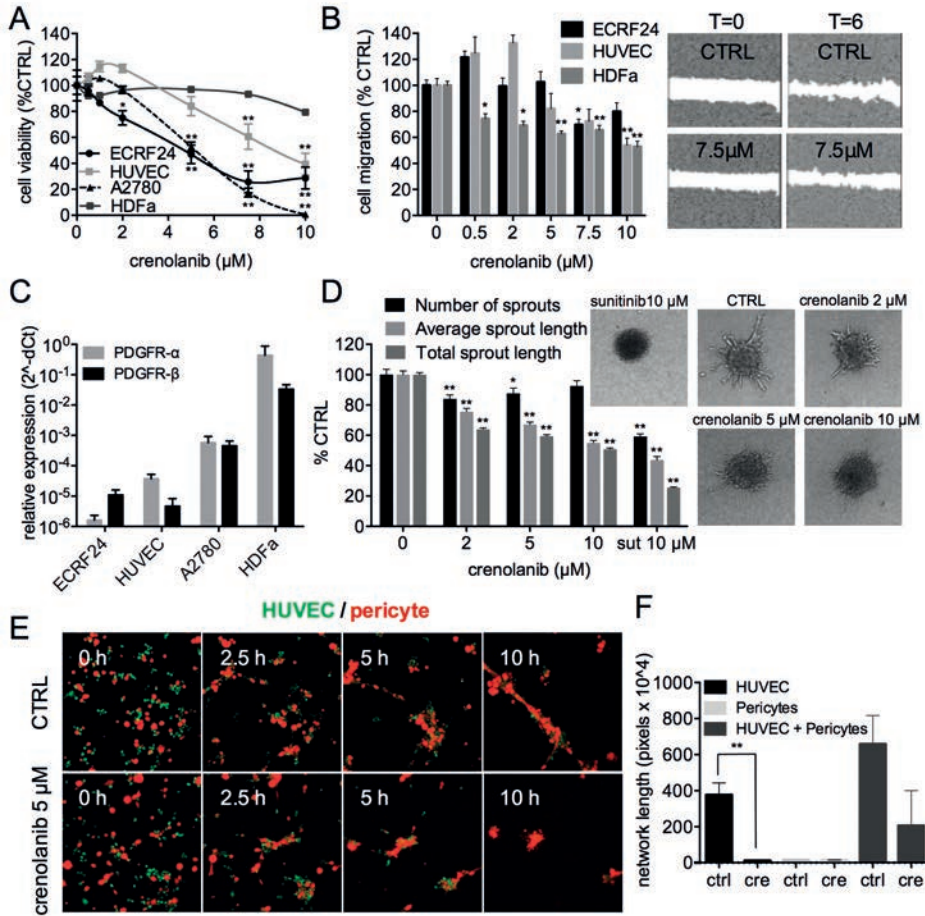 A
cell viability (%CTRL)
140
120
100
80
60
40
20
0
*
**
**
**
**
**
**
**
**
ECRF24
HUVEC
A2780
HDFa
0 2 4 6 8 10
crenolanib (µM)
B
cell migration (% CTRL)
140
120
100
80
60
40
20
0
ECRF24
HUVEC
HDFa
* * ** * ** ** **
0 0.5 2 5 7.5 10
crenolanib (µM)
T=0 T=6
CTRL CTRL
7.5µM 7.5µM
C
relative expression (2^-dCt)
10^0
10^-1
10^-2
10^-3
10^-4
10^-5
10^-6
PDGFR-α
PDGFR-β
ECRF24 HUVEC A2780 HDFa
D
Number of sprouts
Average sprout length
Total sprout length
% CTRL
120
100
80
60
40
20
0
** ** ** * ** ** ** ** ** ** **
0 2 5 10 sut 10 µM
crenolanib (µM)
sunitinib10 µM CTRL crenolanib 2 µM
crenolanib 5 µM crenolanib 10 µM
E
HUVEC / pericyte
CTRL
0 h 2.5 h 5 h 10 h
crenolanib 5 µM
0 h 2.5 h 5 h 10 h
F
network length (pixels x 10^4)
1000
800
600
400
200
0
HUVEC
Pericytes
HUVEC + Pericytes
**
ctrl cre ctrl cre ctrl cre